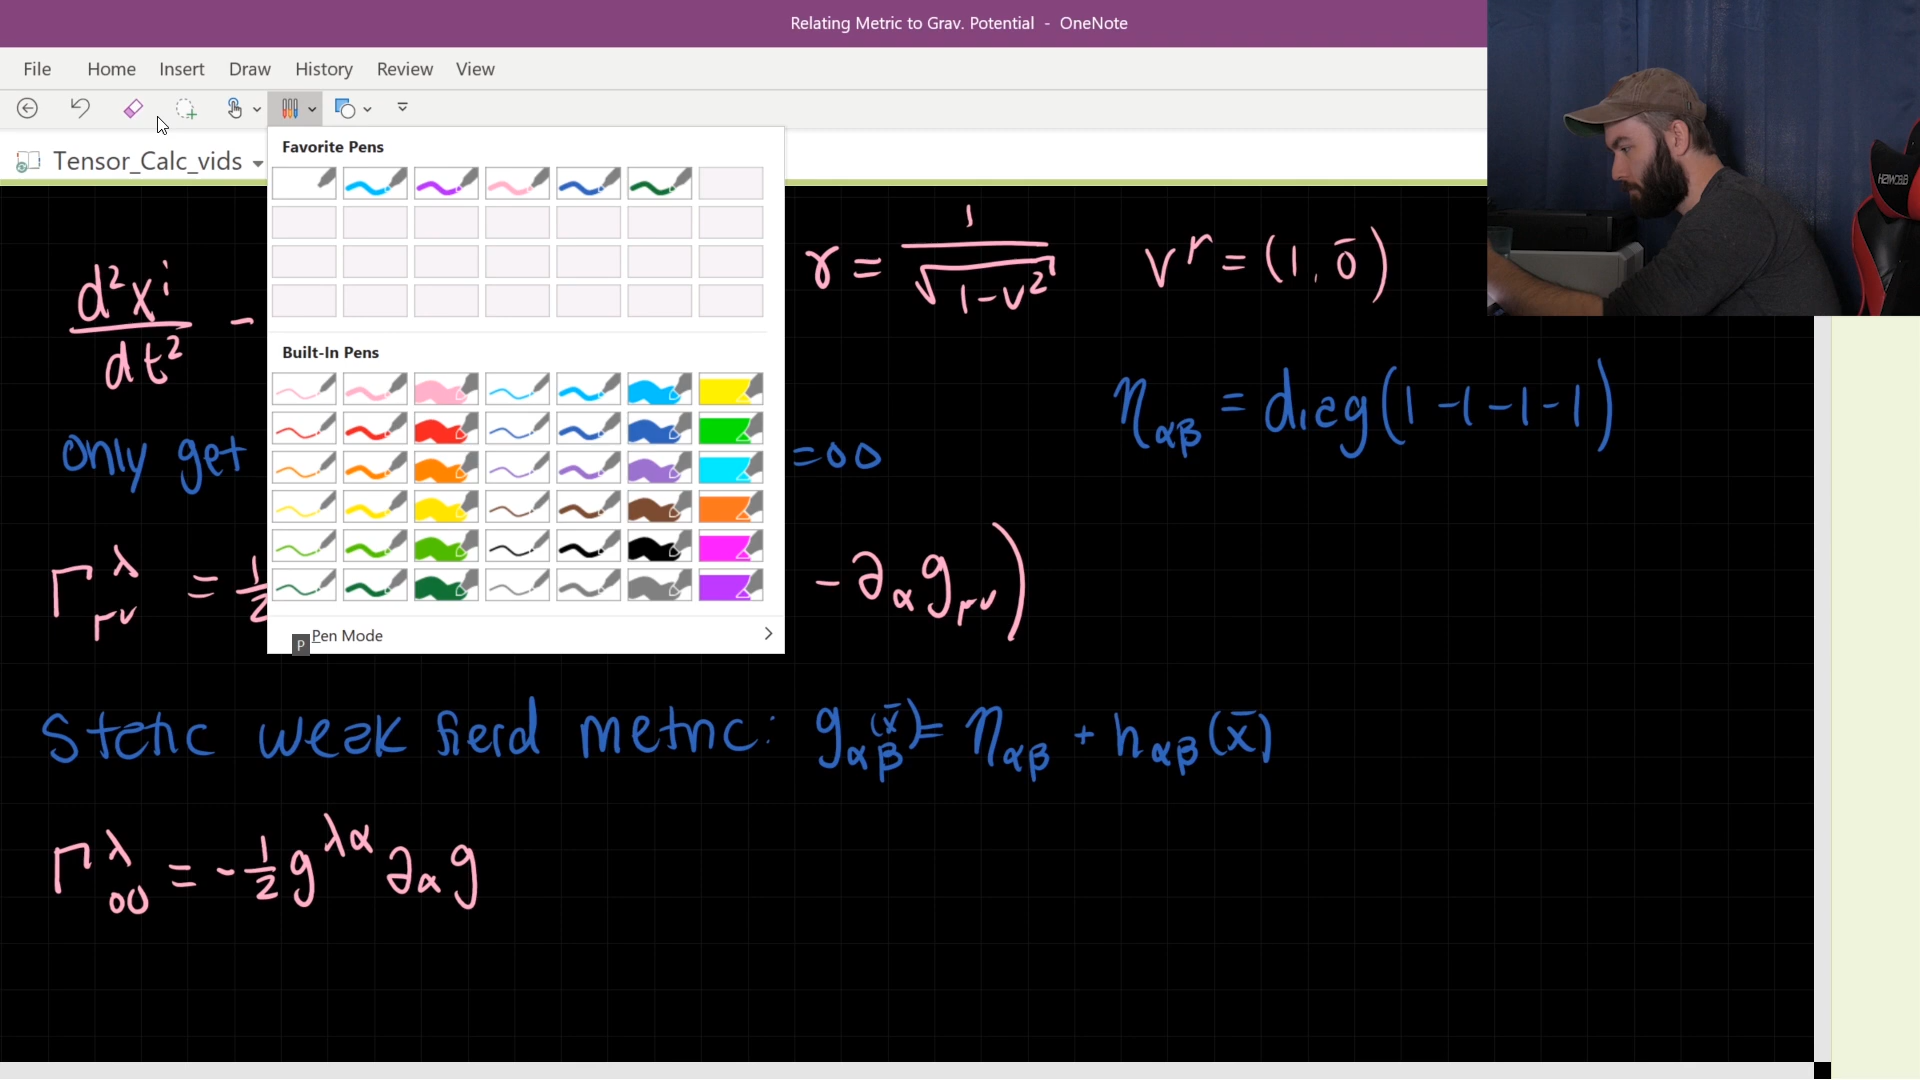 Relating Metric to Grav. Potential - OneNote
File Home Insert Draw History Review View
Tensor_Calc_vids
Favorite Pens
Built-In Pens
P Pen Mode
d²xⁱ/dt² -
γ = 1/√(1-v²) v^μ = (1, 0̄)
η_αβ = diag(1 -1 -1 -1)
only get =00
Γ^λ_μν = 1/2 - ∂_α g_μν)
Static weak field metric: g_αβ(x̄) = η_αβ + h_αβ(x̄)
Γ^λ_00 = -1/2 g^λα ∂_α g